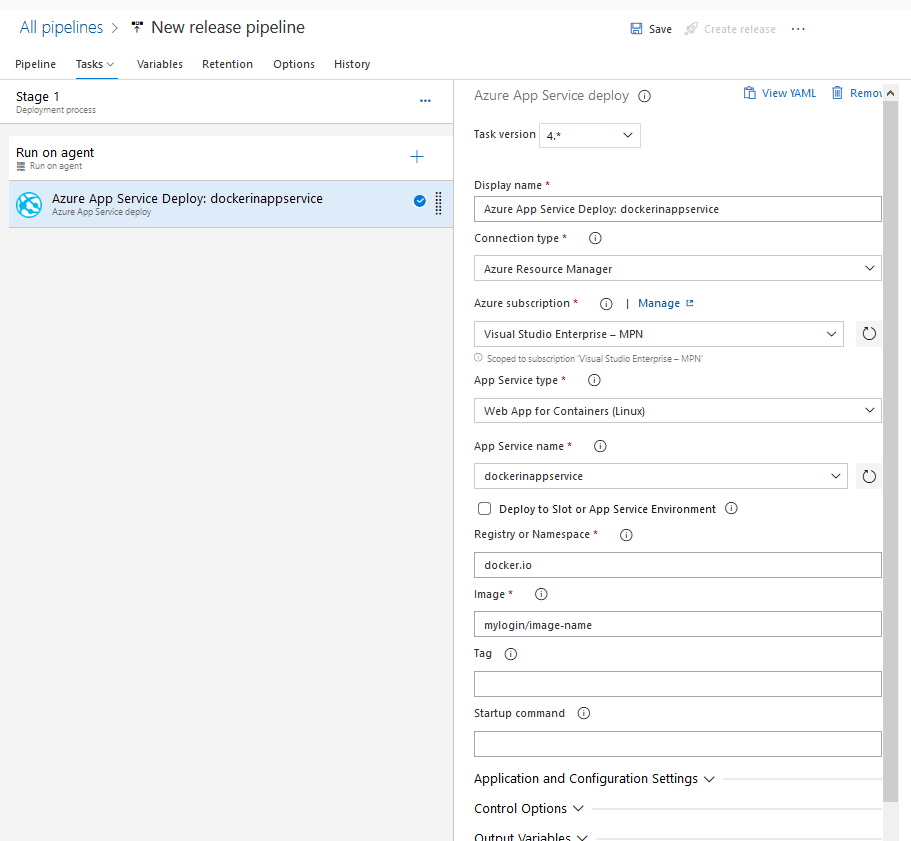 All pipelines > New release pipeline
Save Create release ...
Pipeline Tasks Variables Retention Options History
Stage 1
Deployment process
...
Run on agent
Run on agent
Azure App Service Deploy: dockerinappservice
Azure App Service deploy
Azure App Service deploy
View YAML Remov
Task version 4.*
Display name *
Azure App Service Deploy: dockerinappservice
Connection type *
Azure Resource Manager
Azure subscription * | Manage
Visual Studio Enterprise – MPN
Scoped to subscription 'Visual Studio Enterprise – MPN'
App Service type *
Web App for Containers (Linux)
App Service name *
dockerinappservice
Deploy to Slot or App Service Environment
Registry or Namespace *
docker.io
Image *
mylogin/image-name
Tag
Startup command
Application and Configuration Settings
Control Options
Output Variables